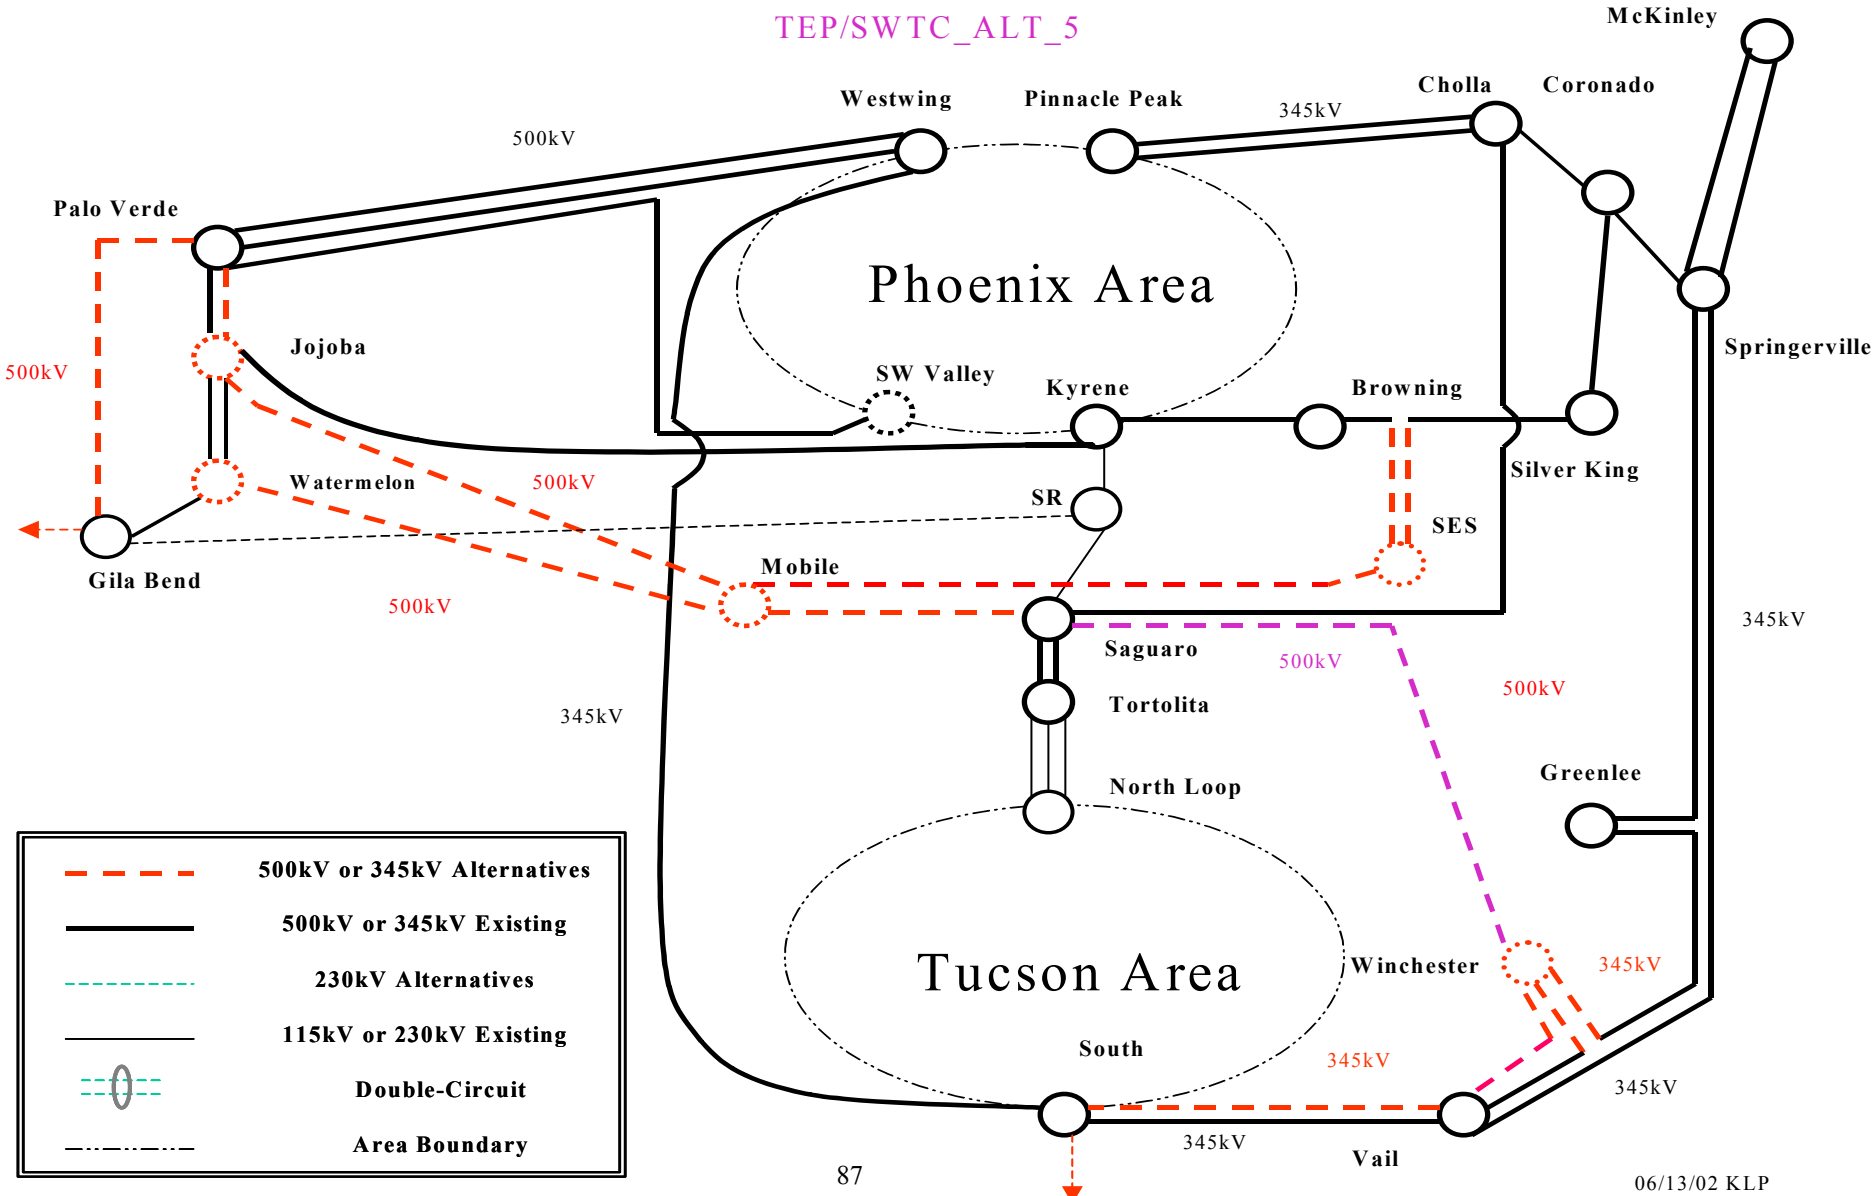 TEP/SWTC_ALT_5
McKinley
Westwing
Pinnacle Peak
345kV
Cholla
Coronado
500kV
Palo Verde
Phoenix Area
Jojoba
500kV
SW Valley
Kyrene
Browning
Springerville
Watermelon
500kV
SR
Silver King
SES
Gila Bend
Mobile
500kV
345kV
Saguaro
500kV
500kV
345kV
Tortolita
North Loop
Greenlee
500kV or 345kV Alternatives
500kV or 345kV Existing
230kV Alternatives
115kV or 230kV Existing
Double-Circuit
Area Boundary
Tucson Area
Winchester
345kV
South
345kV
345kV
345kV
Vail
87
06/13/02 KLP